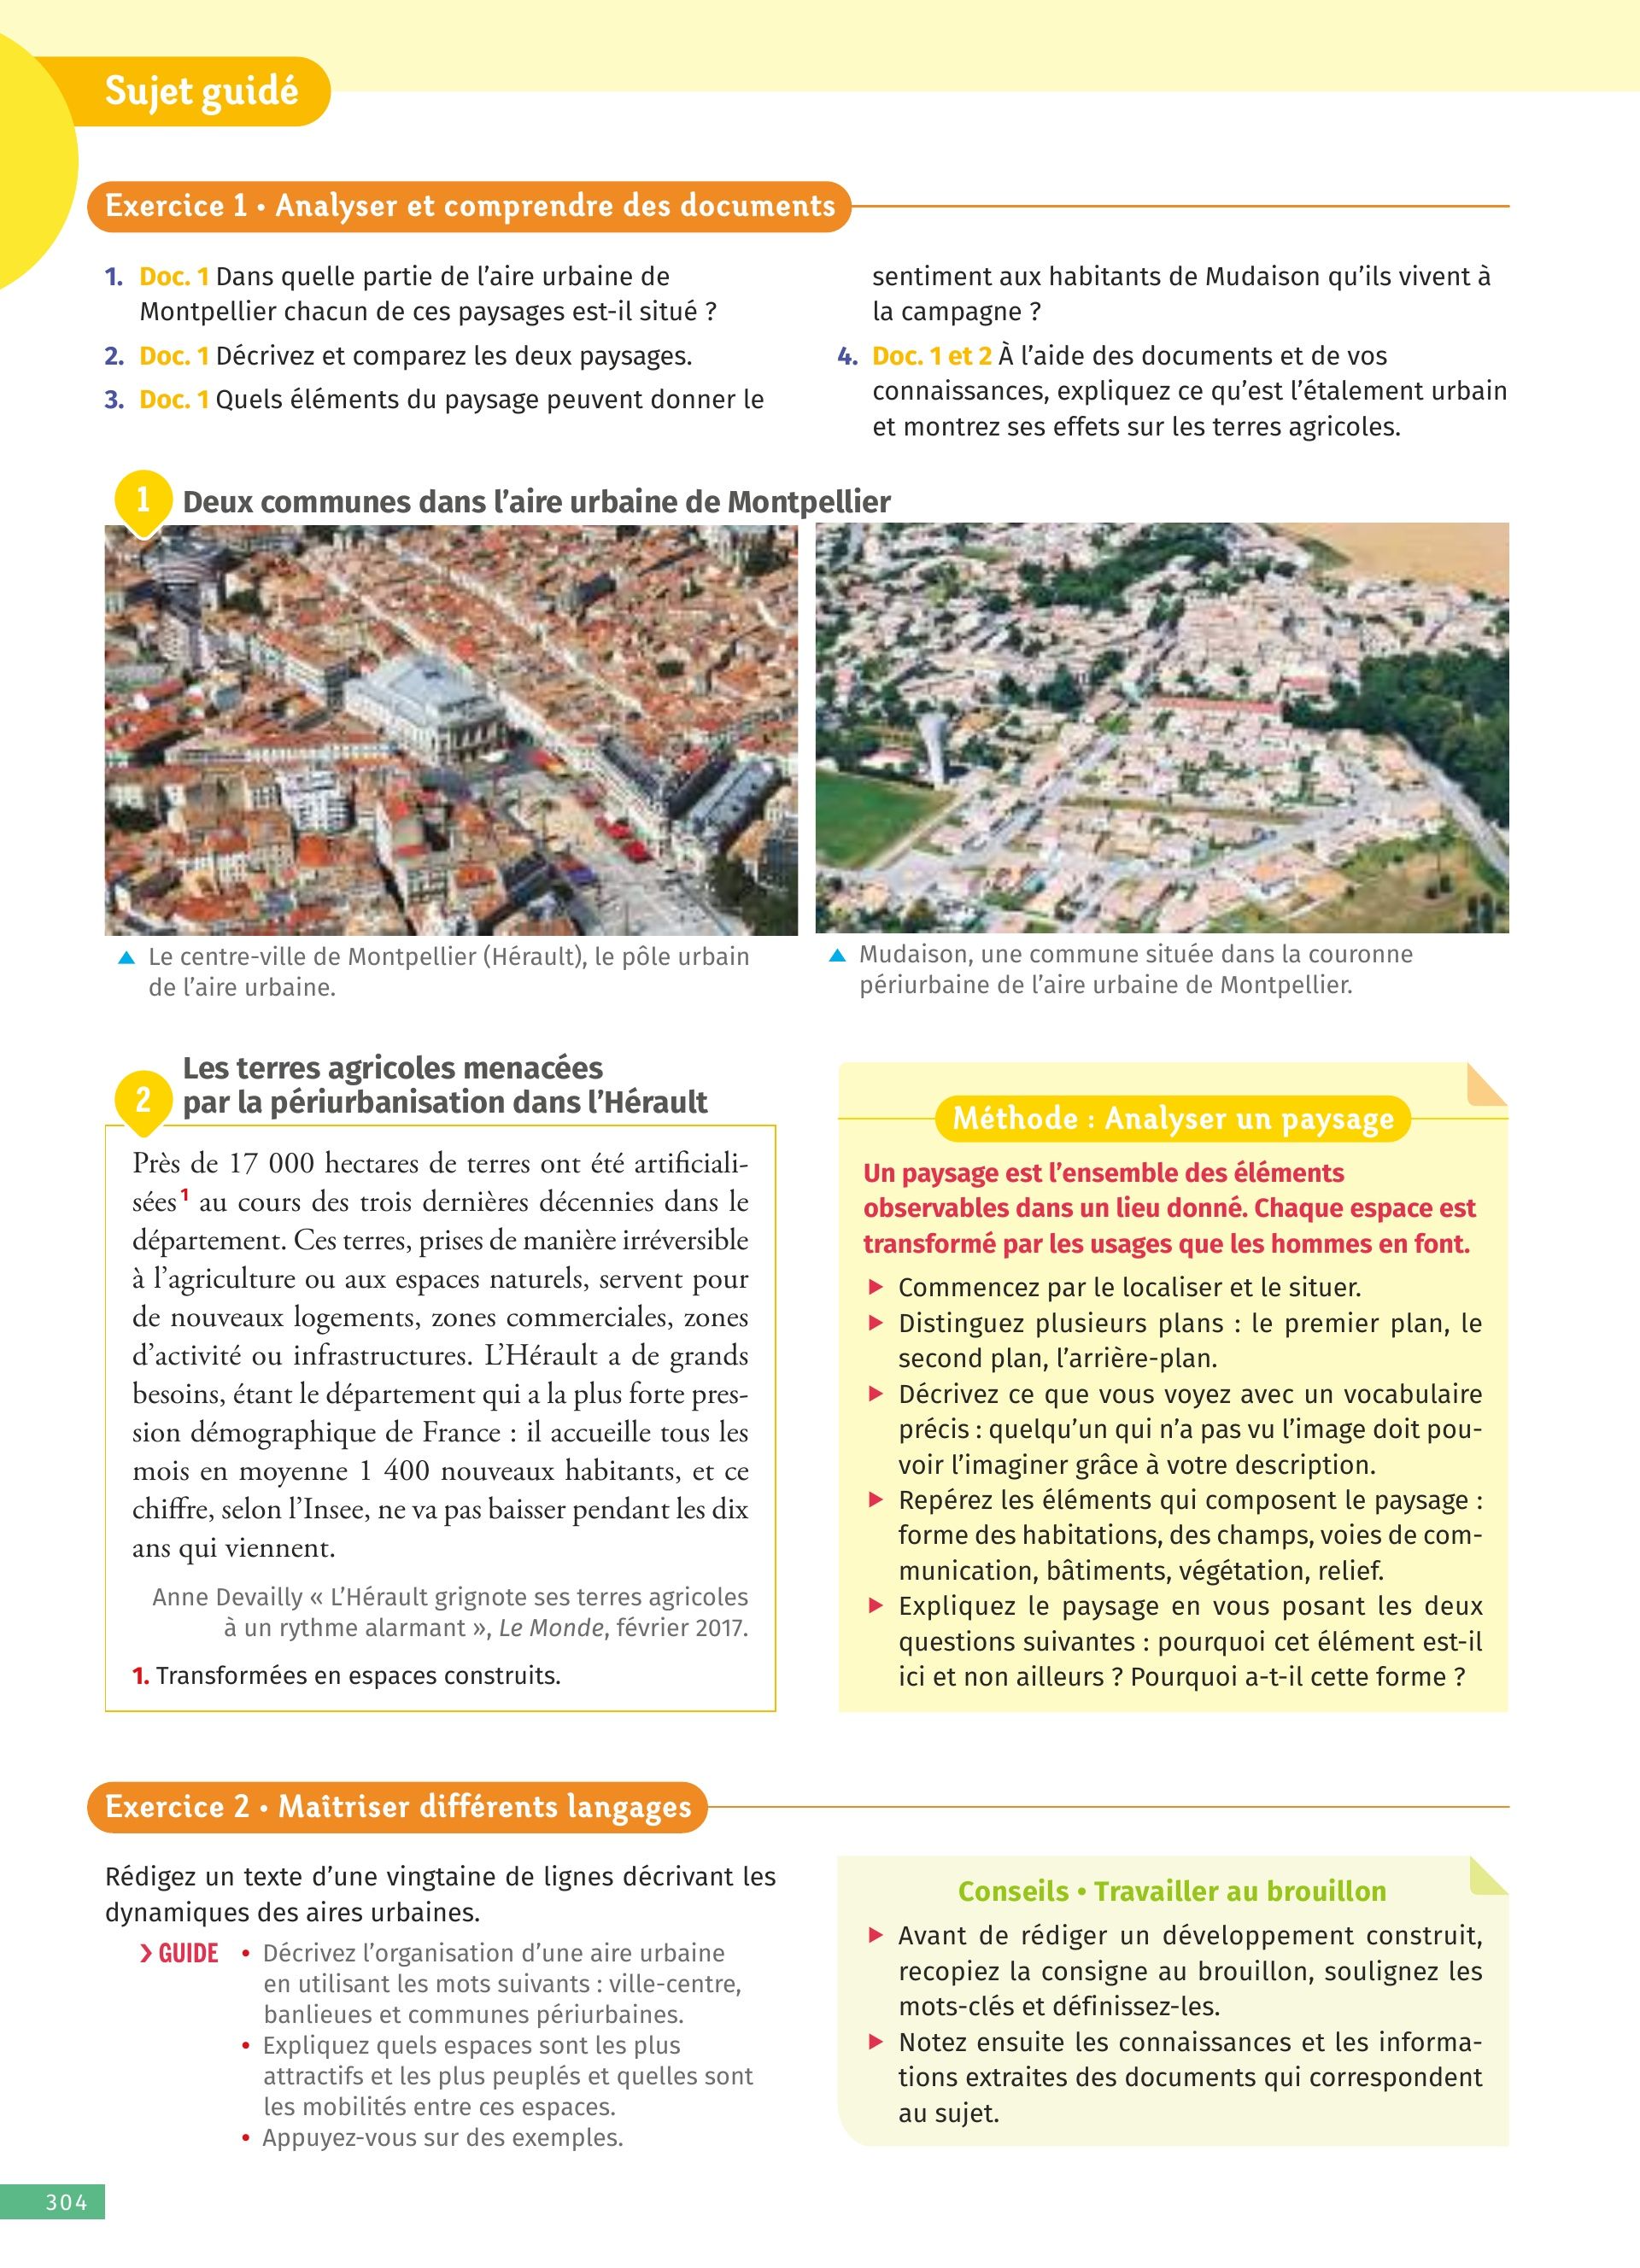 Sujet guidé
Exercice 1 • Analyser et comprendre des documents
1. Doc. 1 Dans quelle partie de l’aire urbaine de
Montpellier chacun de ces paysages est-il situé ?
2. Doc. 1 Décrivez et comparez les deux paysages.
3. Doc. 1 Quels éléments du paysage peuvent donner le
sentiment aux habitants de Mudaison qu’ils vivent à
la campagne ?
4. Doc. 1 et 2 À l’aide des documents et de vos
connaissances, expliquez ce qu’est l’étalement urbain
et montrez ses effets sur les terres agricoles.
1 Deux communes dans l’aire urbaine de Montpellier
▲ Le centre-ville de Montpellier (Hérault), le pôle urbain
de l’aire urbaine.
▲ Mudaison, une commune située dans la couronne
périurbaine de l’aire urbaine de Montpellier.
2 Les terres agricoles menacées
par la périurbanisation dans l’Hérault
Près de 17 000 hectares de terres ont été artificiali-
sées1 au cours des trois dernières décennies dans le
département. Ces terres, prises de manière irréversible
à l’agriculture ou aux espaces naturels, servent pour
de nouveaux logements, zones commerciales, zones
d’activité ou infrastructures. L’Hérault a de grands
besoins, étant le département qui a la plus forte pres-
sion démographique de France : il accueille tous les
mois en moyenne 1 400 nouveaux habitants, et ce
chiffre, selon l’Insee, ne va pas baisser pendant les dix
ans qui viennent.
Anne Devailly « L’Hérault grignote ses terres agricoles
à un rythme alarmant », Le Monde, février 2017.
1. Transformées en espaces construits.
Méthode : Analyser un paysage
Un paysage est l’ensemble des éléments
observables dans un lieu donné. Chaque espace est
transformé par les usages que les hommes en font.
▶ Commencez par le localiser et le situer.
▶ Distinguez plusieurs plans : le premier plan, le
second plan, l’arrière-plan.
▶ Décrivez ce que vous voyez avec un vocabulaire
précis : quelqu’un qui n’a pas vu l’image doit pou-
voir l’imaginer grâce à votre description.
▶ Repérez les éléments qui composent le paysage :
forme des habitations, des champs, voies de com-
munication, bâtiments, végétation, relief.
▶ Expliquez le paysage en vous posant les deux
questions suivantes : pourquoi cet élément est-il
ici et non ailleurs ? Pourquoi a-t-il cette forme ?
Exercice 2 • Maîtriser différents langages
Rédigez un texte d’une vingtaine de lignes décrivant les
dynamiques des aires urbaines.
❯ GUIDE • Décrivez l’organisation d’une aire urbaine
en utilisant les mots suivants : ville-centre,
banlieues et communes périurbaines.
• Expliquez quels espaces sont les plus
attractifs et les plus peuplés et quelles sont
les mobilités entre ces espaces.
• Appuyez-vous sur des exemples.
Conseils • Travailler au brouillon
▶ Avant de rédiger un développement construit,
recopiez la consigne au brouillon, soulignez les
mots-clés et définissez-les.
▶ Notez ensuite les connaissances et les informa-
tions extraites des documents qui correspondent
au sujet.
304